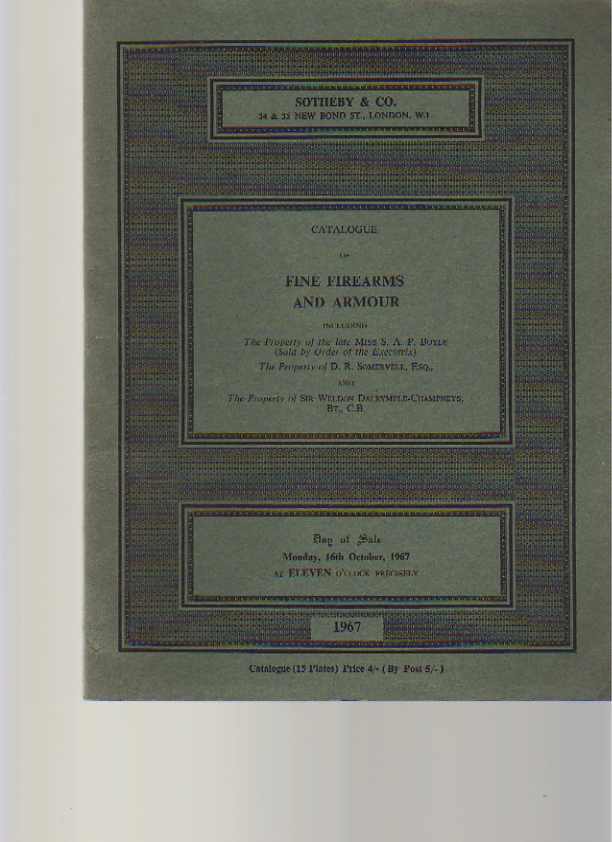 SOTHEBY & CO.
34 & 35 NEW BOND ST., LONDON, W.1
CATALOGUE
OF
FINE FIREARMS
AND ARMOUR
INCLUDING
The Property of the late MISS S. A. P. BOYLE
(Sold by Order of the Executrix)
The Property of D. R. SOMERVELL, ESQ.,
AND
The Property of SIR WELDON DALRYMPLE-CHAMPNEYS,
BT., C.B.
Day of Sale
Monday, 16th October, 1967
AT ELEVEN O'CLOCK PRECISELY
1967
Catalogue (15 Plates) Price 4/- (By Post 5/-)